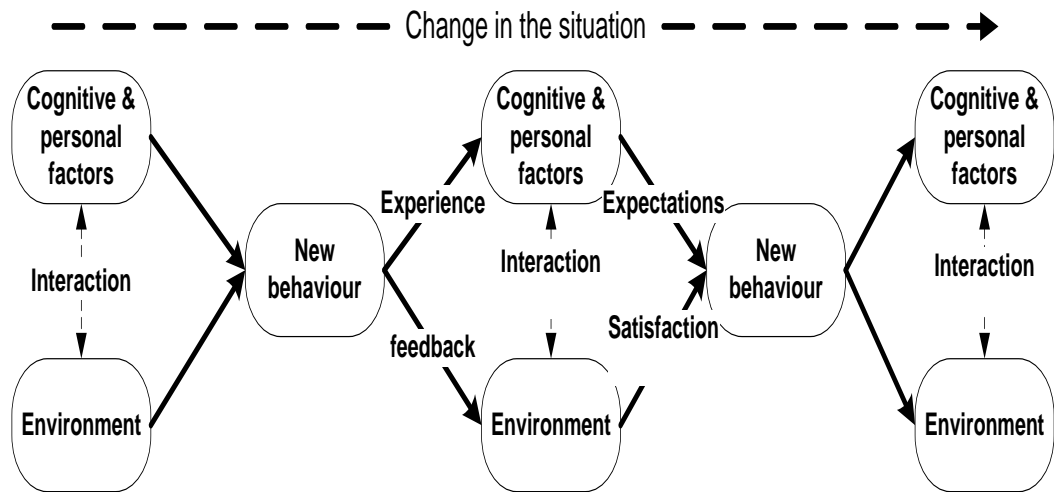 Change in the situation
Cognitive &
personal
factors
Interaction
Environment
New
behaviour
Experience
feedback
Cognitive &
personal
factors
Interaction
Environment
Expectations
Satisfaction
New
behaviour
Cognitive &
personal
factors
Interaction
Environment